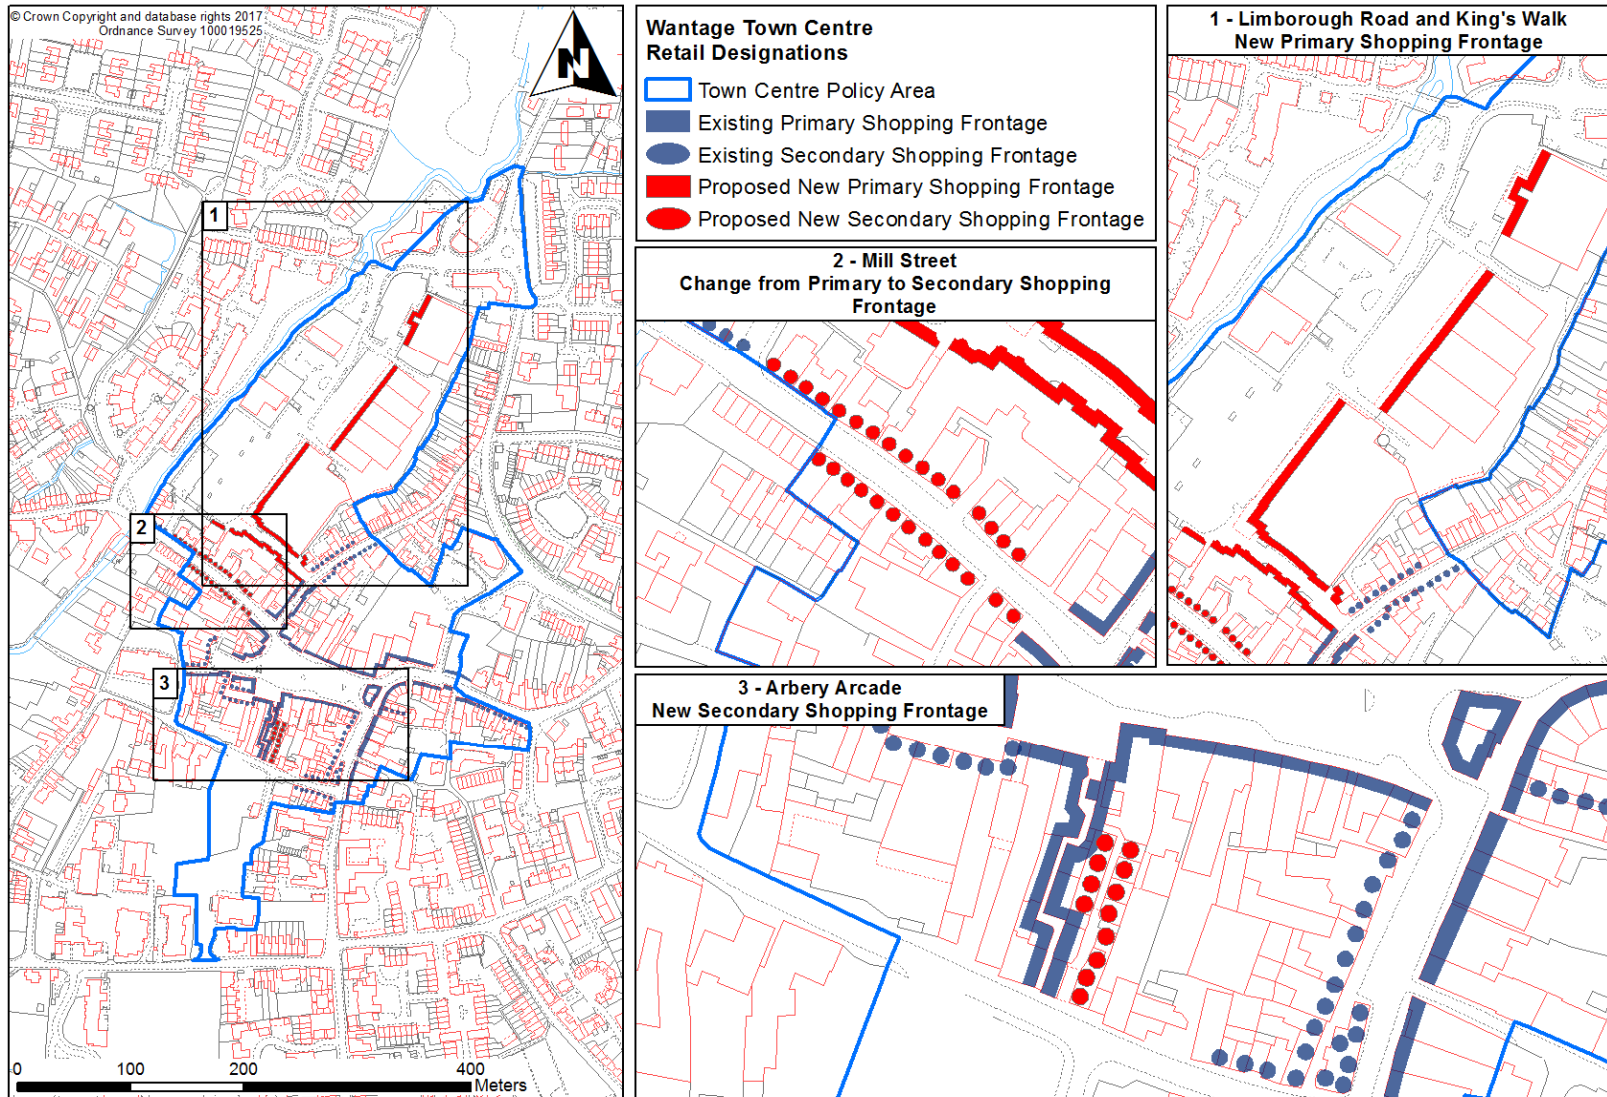 © Crown Copyright and database rights 2017
Ordnance Survey 100019525
N
1
2
3
0 100 200 400 Meters
Wantage Town Centre
Retail Designations
Town Centre Policy Area
Existing Primary Shopping Frontage
Existing Secondary Shopping Frontage
Proposed New Primary Shopping Frontage
Proposed New Secondary Shopping Frontage
2 - Mill Street
Change from Primary to Secondary Shopping
Frontage
1 - Limborough Road and King's Walk
New Primary Shopping Frontage
3 - Arbery Arcade
New Secondary Shopping Frontage